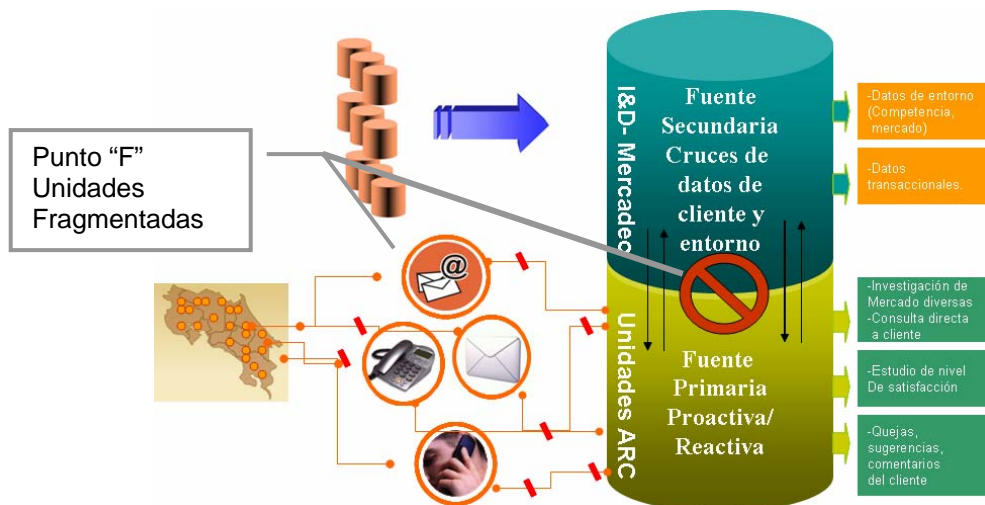 Punto “F”
Unidades
Fragmentadas
@
I&D- Mercadeo
Fuente
Secundaria
Cruces de
datos de
cliente y
entorno
Unidades ARC
Fuente
Primaria
Proactiva/
Reactiva
-Datos de entorno
(Competencia,
mercado)
-Datos
transaccionales.
-Investigación de
Mercado diversas
-Consulta directa
a cliente
-Estudio de nivel
De satisfacción
-Quejas,
sugerencias,
comentarios
del cliente